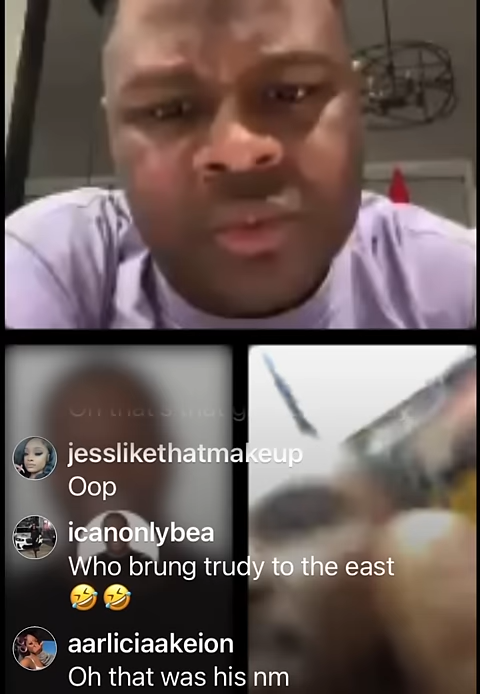 jesslikethatmakeup
Oop
icanonlybea
Who brung trudy to the east
🤣🤣
aarliciaakeion
Oh that was his nm